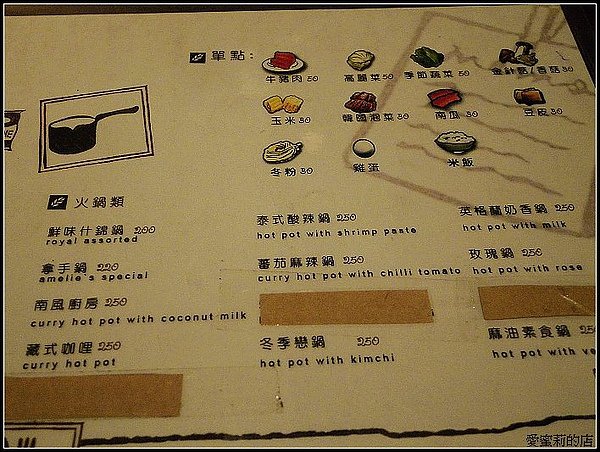 單點：
牛豬肉 50 高麗菜 50 季節蔬菜 50 金針菇/香菇 30
玉米 30 韓國泡菜 30 南瓜 30 豆皮 30
冬粉 30 雞蛋 米飯
火鍋類
鮮味什錦鍋 200
royal assorted
拿手鍋 220
amelie's special
南風廚房 250
curry hot pot with coconut milk
藏式咖哩 250
curry hot pot
泰式酸辣鍋 250
hot pot with shrimp paste
蕃茄麻辣鍋 250
curry hot pot with chilli tomato
冬季戀鍋 250
hot pot with kimchi
英格蘭奶香鍋 250
hot pot with milk
玫瑰鍋 250
hot pot with rose
麻油素食鍋 250
hot pot with ve
愛蜜莉的店